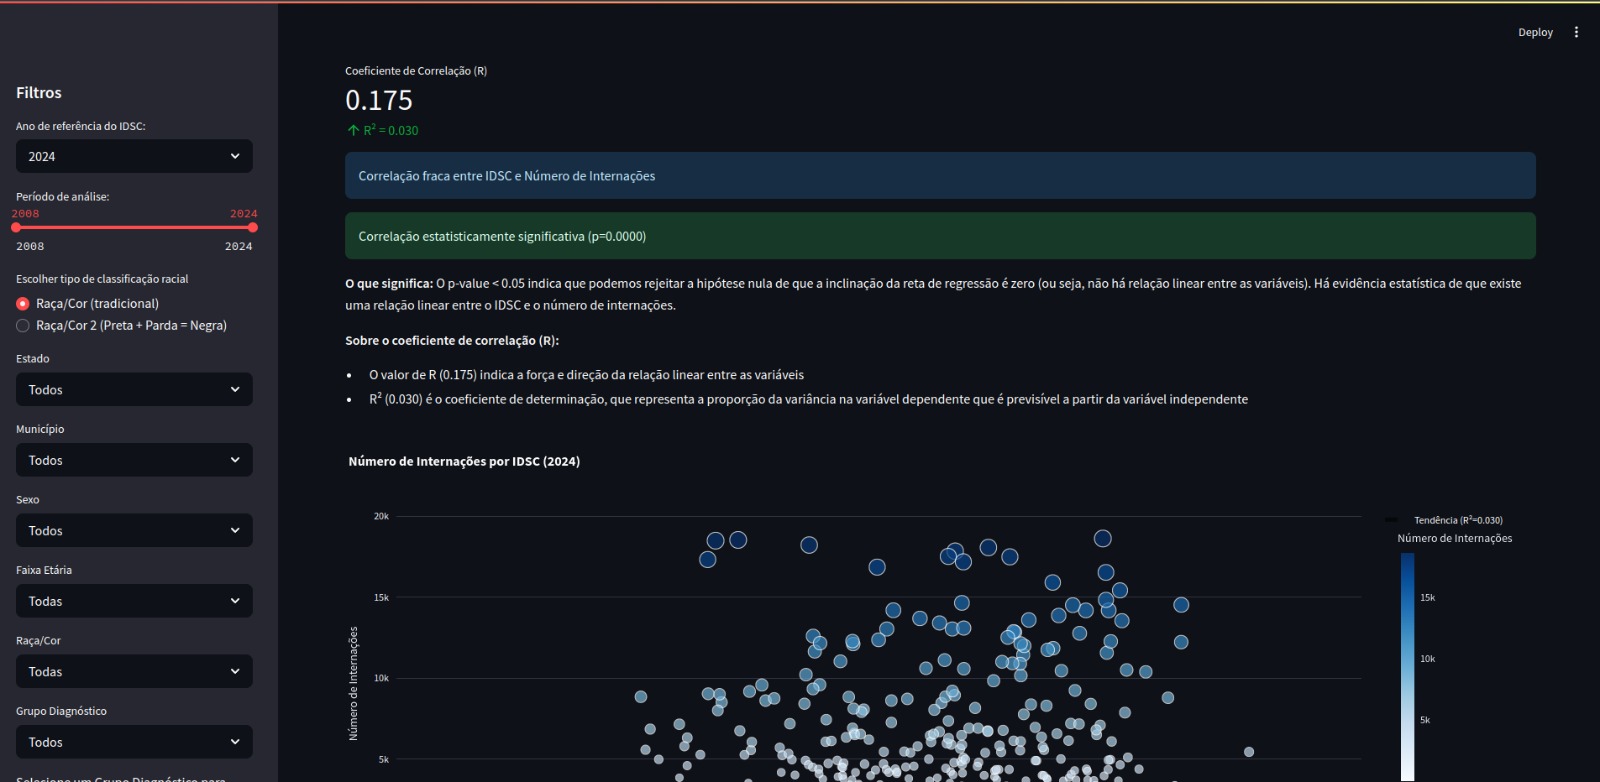 Deploy
Filtros
Ano de referência do IDSC:
2024
Período de análise:
2008 2024
2008 2024
Escolher tipo de classificação racial
Raça/Cor (tradicional)
Raça/Cor 2 (Preta + Parda = Negra)
Estado
Todos
Município
Todos
Sexo
Todos
Faixa Etária
Todas
Raça/Cor
Todas
Grupo Diagnóstico
Todos
Selecione um Grupo Diagnóstico para
Coeficiente de Correlação (R)
0.175
↑ R² = 0.030
Correlação fraca entre IDSC e Número de Internações
Correlação estatisticamente significativa (p=0.0000)
O que significa: O p-value < 0.05 indica que podemos rejeitar a hipótese nula de que a inclinação da reta de regressão é zero (ou seja, não há relação linear entre as variáveis). Há evidência estatística de que existe
uma relação linear entre o IDSC e o número de internações.
Sobre o coeficiente de correlação (R):
• O valor de R (0.175) indica a força e direção da relação linear entre as variáveis
• R² (0.030) é o coeficiente de determinação, que representa a proporção da variância na variável dependente que é previsível a partir da variável independente
Número de Internações por IDSC (2024)
20k
15k
10k
5k
Número de Internações
Tendência (R²=0.030)
Número de Internações
15k
10k
5k